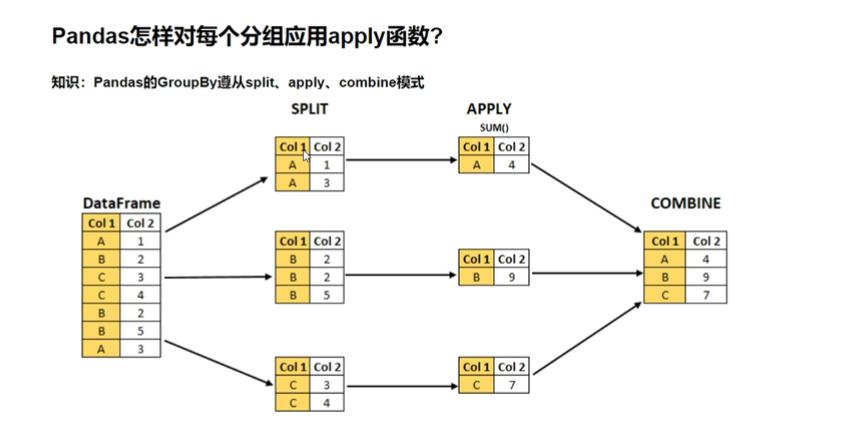 Pandas怎样对每个分组应用apply函数?
知识：Pandas的GroupBy遵从split、apply、combine模式
SPLIT
Col 1 Col 2
A 1
A 3
Col 1 Col 2
B 2
B 2
B 5
Col 1 Col 2
C 3
C 4
APPLY
SUM()
Col 1 Col 2
A 4
Col 1 Col 2
B 9
Col 1 Col 2
C 7
DataFrame
Col 1 Col 2
A 1
B 2
C 3
C 4
B 2
B 5
A 3
COMBINE
Col 1 Col 2
A 4
B 9
C 7